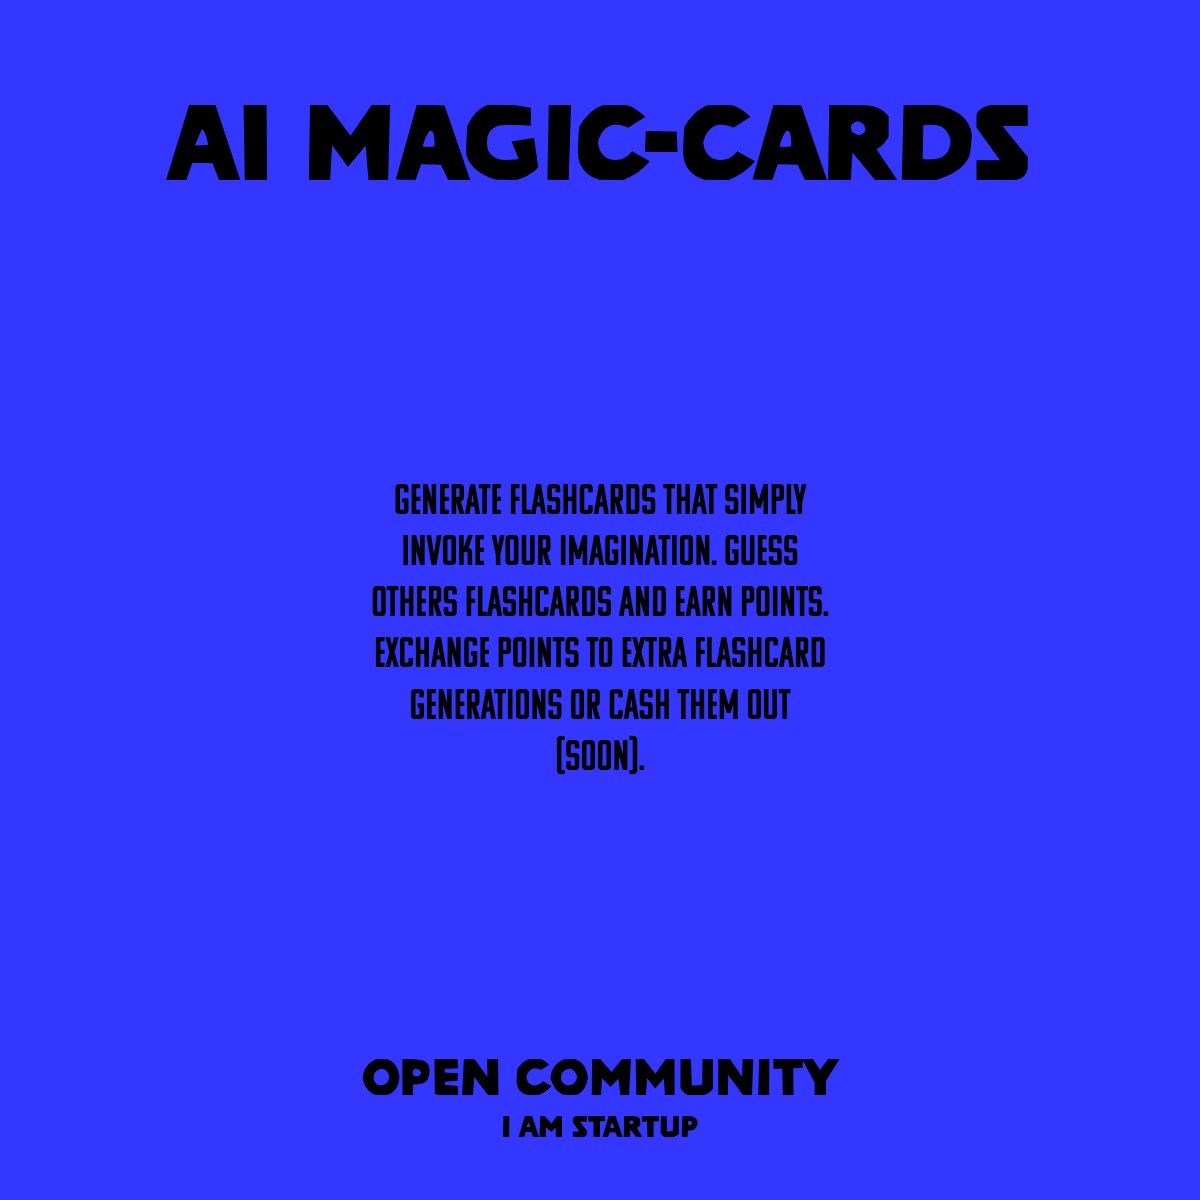 AI MAGIC-CARDS
GENERATE FLASHCARDS THAT SIMPLY
INVOKE YOUR IMAGINATION. GUESS
OTHERS FLASHCARDS AND EARN POINTS.
EXCHANGE POINTS TO EXTRA FLASHCARD
GENERATIONS OR CASH THEM OUT
(SOON).
OPEN COMMUNITY
I AM STARTUP